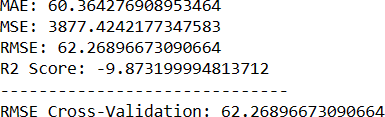 MAE: 60.364276908953464
MSE: 3877.4242177347583
RMSE: 62.26896673090664
R2 Score: -9.873199994813712
------------------------------
RMSE Cross-Validation: 62.26896673090664